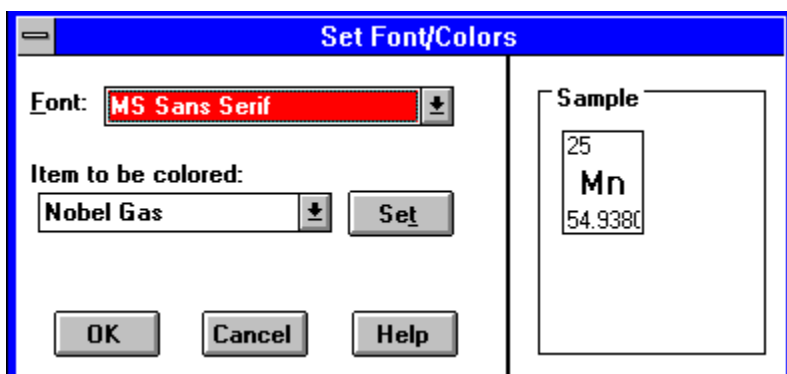 Set Font/Colors
Font: MS Sans Serif
Item to be colored:
Nobel Gas Set
OK Cancel Help
Sample
25
Mn
54.9380